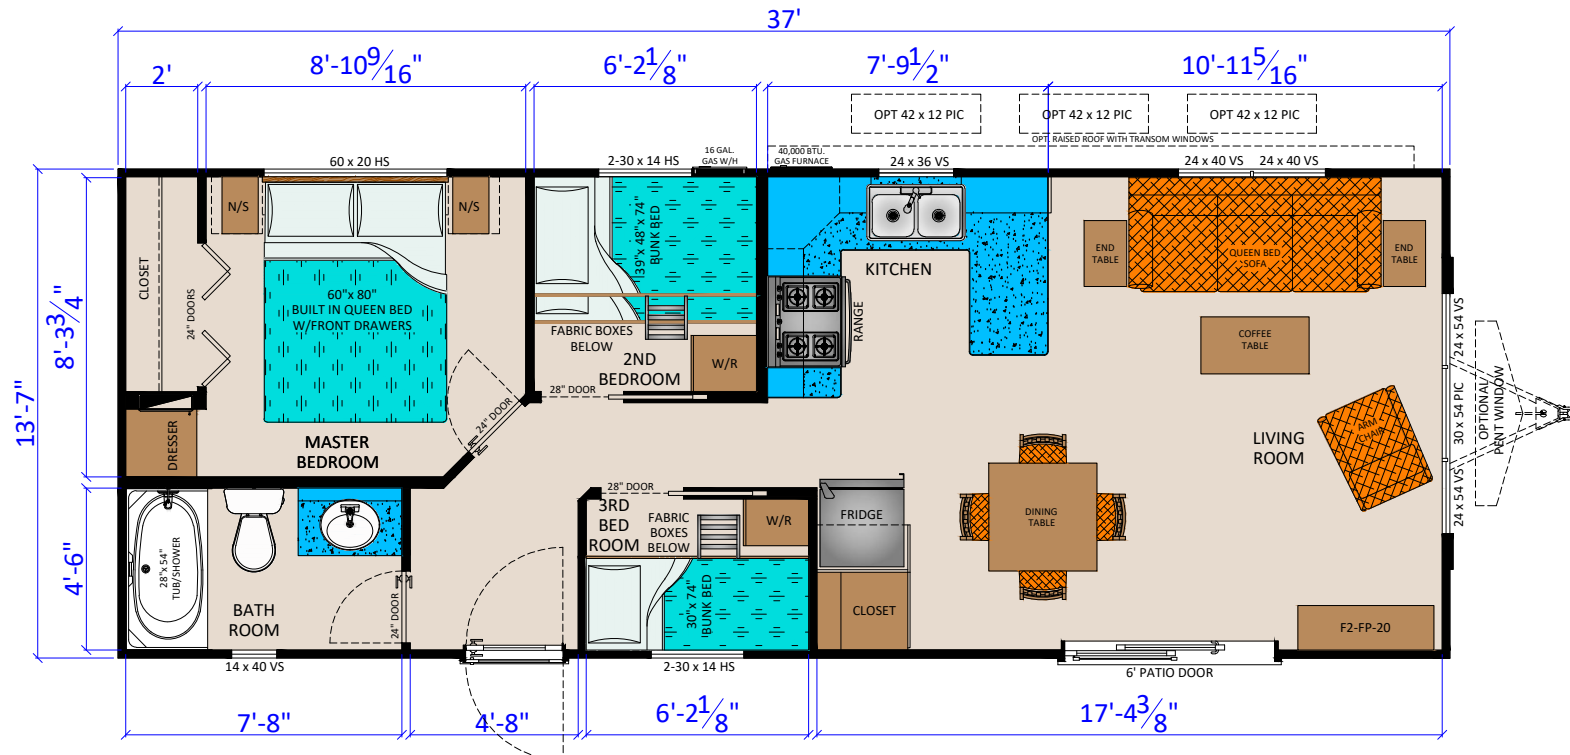 37'
2'
8'-10 9/16"
6'-2 1/8"
7'-9 1/2"
10'-11 5/16"
OPT 42 x 12 PIC
OPT 42 x 12 PIC
OPT 42 x 12 PIC
OPT. RAISED ROOF WITH TRANSOM WINDOWS
60 x 20 HS
2-30 x 14 HS
16 GAL.
GAS W/H
40,000 BTU.
GAS FURNACE
24 x 36 VS
24 x 40 VS
24 x 40 VS
13'-7"
8'-3 3/4"
4'-6"
CLOSET
24" DOORS
N/S
N/S
60"x 80"
BUILT IN QUEEN BED
W/FRONT DRAWERS
MASTER
BEDROOM
DRESSER
24" DOOR
39"x 48"x 74"
BUNK BED
FABRIC BOXES
BELOW
2ND
BEDROOM
W/R
28" DOOR
KITCHEN
RANGE
END
TABLE
QUEEN BED
SOFA
END
TABLE
COFFEE
TABLE
LIVING
ROOM
ARM
CHAIR
24 x 54 VS
30 x 54 PIC
24 x 54 VS
OPTIONAL
PENT WINDOW
28"x 54"
TUB/SHOWER
BATH
ROOM
24" DOOR
28" DOOR
3RD
BED
ROOM
FABRIC
BOXES
BELOW
W/R
30"x 74"
BUNK BED
FRIDGE
CLOSET
DINING
TABLE
F2-FP-20
14 x 40 VS
2-30 x 14 HS
6' PATIO DOOR
7'-8"
4'-8"
6'-2 1/8"
17'-4 3/8"